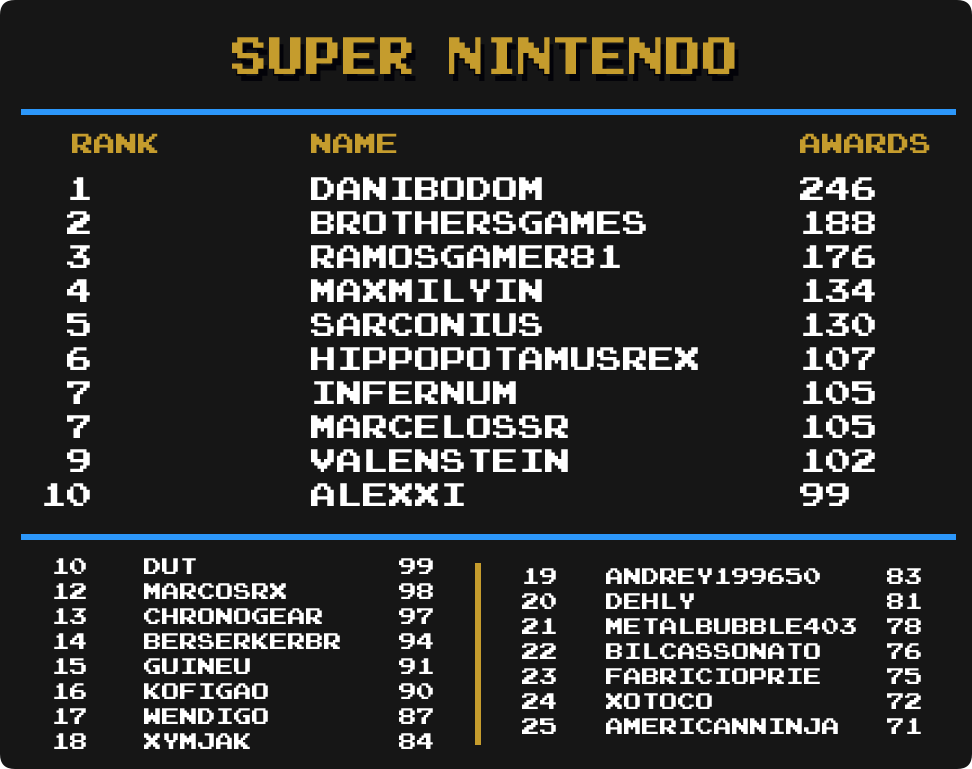 SUPER NINTENDO
RANK NAME AWARDS
1 DANIBODOM 246
2 BROTHERSGAMES 188
3 RAMOSGAMER81 176
4 MAXMILYIN 134
5 SARCONIUS 130
6 HIPPOPOTAMUSREX 107
7 INFERNUM 105
7 MARCELOSSR 105
9 VALENSTEIN 102
10 ALEXXI 99
10 DUT 99
12 MARCOSRX 98
13 CHRONOGEAR 97
14 BERSERKERBR 94
15 GUINEU 91
16 KOFIGAO 90
17 WENDIGO 87
18 XYMJAK 84
19 ANDREY199650 83
20 DEHLY 81
21 METALBUBBLE403 78
22 BILCASSONATO 76
23 FABRICIOPRIE 75
24 XOTOCO 72
25 AMERICANNINJA 71